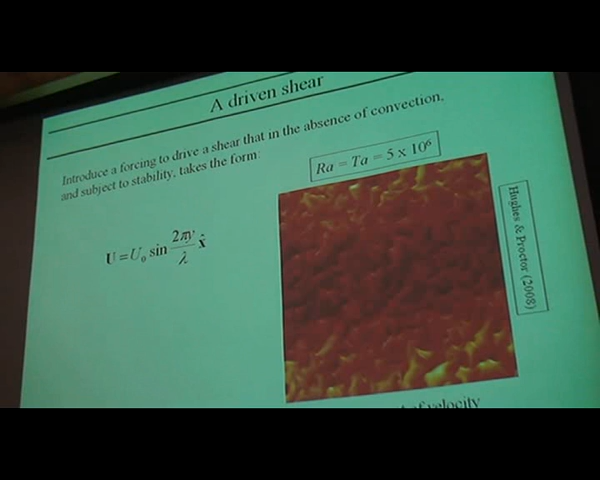 A driven shear
Introduce a forcing to drive a shear that in the absence of convection,
and subject to stability, takes the form:
Ra = Ta = 5 x 10⁶
U = U₀ sin 2πy/λ x̂
Hughes & Proctor (2008)
of velocity